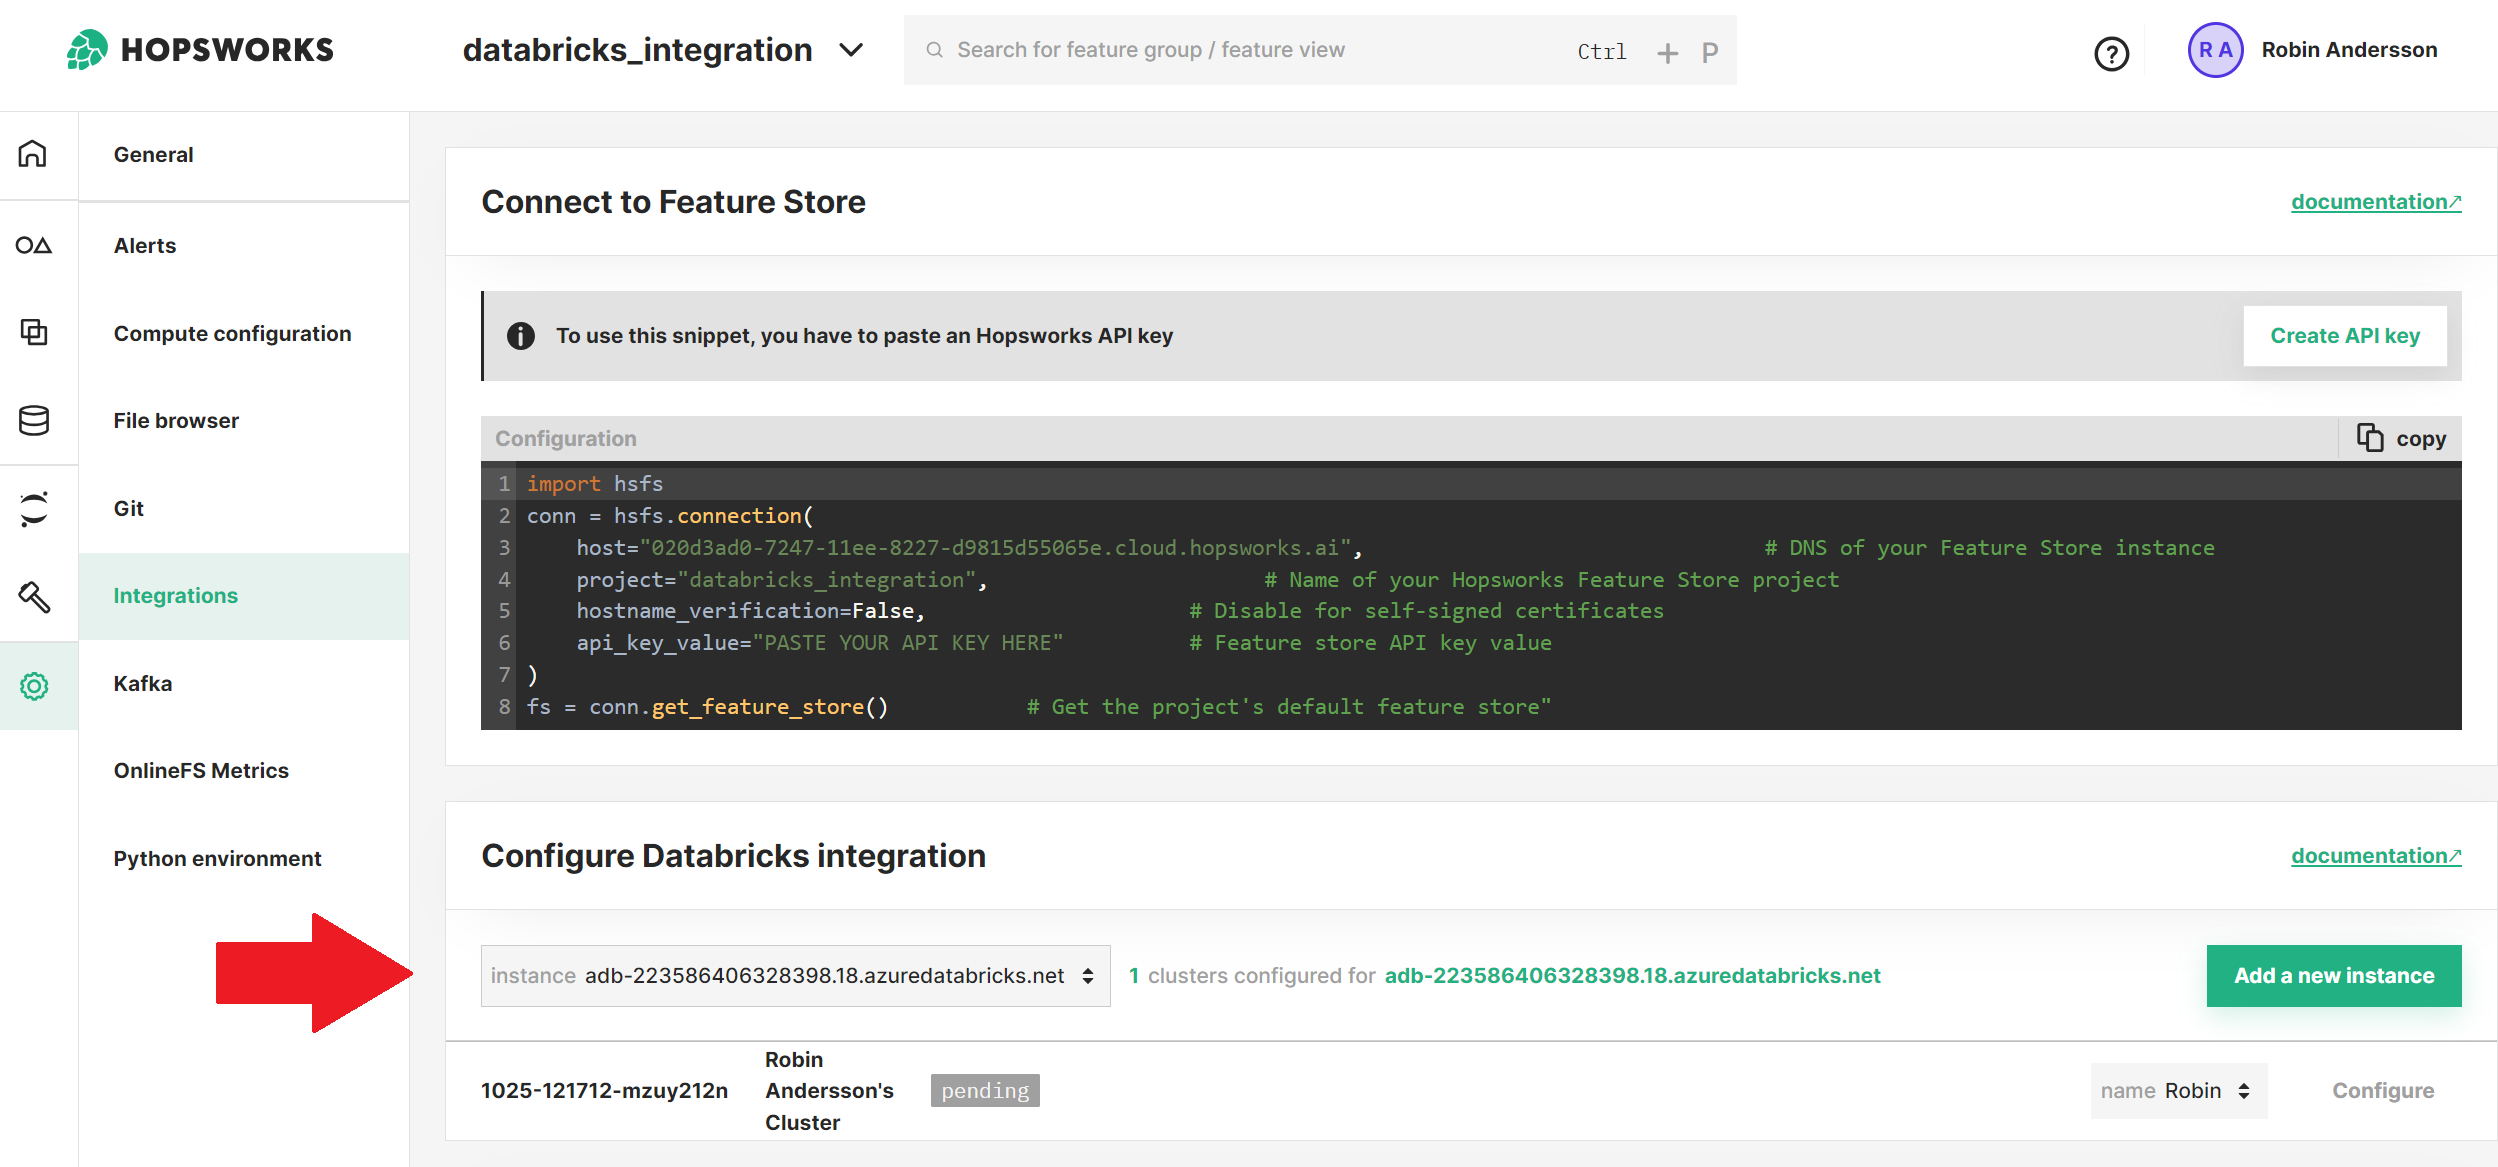 HOPSWORKS
databricks_integration
Search for feature group / feature view
Ctrl + P
R A
Robin Andersson
General
Alerts
Compute configuration
File browser
Git
Integrations
Kafka
OnlineFS Metrics
Python environment
Connect to Feature Store
documentation↗
To use this snippet, you have to paste an Hopsworks API key
Create API key
Configuration
copy
1 import hsfs
2 conn = hsfs.connection(
3     host="020d3ad0-7247-11ee-8227-d9815d55065e.cloud.hopsworks.ai",                                # DNS of your Feature Store instance
4     project="databricks_integration",                      # Name of your Hopsworks Feature Store project
5     hostname_verification=False,                     # Disable for self-signed certificates
6     api_key_value="PASTE YOUR API KEY HERE"          # Feature store API key value
7 )
8 fs = conn.get_feature_store()           # Get the project's default feature store"
Configure Databricks integration
documentation↗
instance adb-223586406328398.18.azuredatabricks.net
1 clusters configured for adb-223586406328398.18.azuredatabricks.net
Add a new instance
1025-121712-mzuy212n
Robin
Andersson's
Cluster
pending
name Robin
Configure